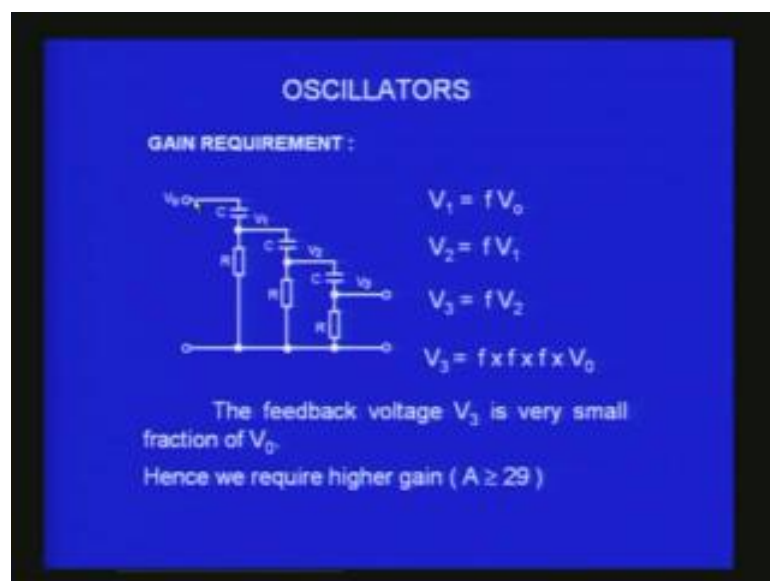 OSCILLATORS
GAIN REQUIREMENT :
V₀
C
V₁
V₁ = f V₀
R
C
V₂
V₂ = f V₁
R
C
V₃
V₃ = f V₂
R
V₃ = f x f x f x V₀
The feedback voltage V₃ is very small
fraction of V₀.
Hence we require higher gain ( A ≥ 29 )